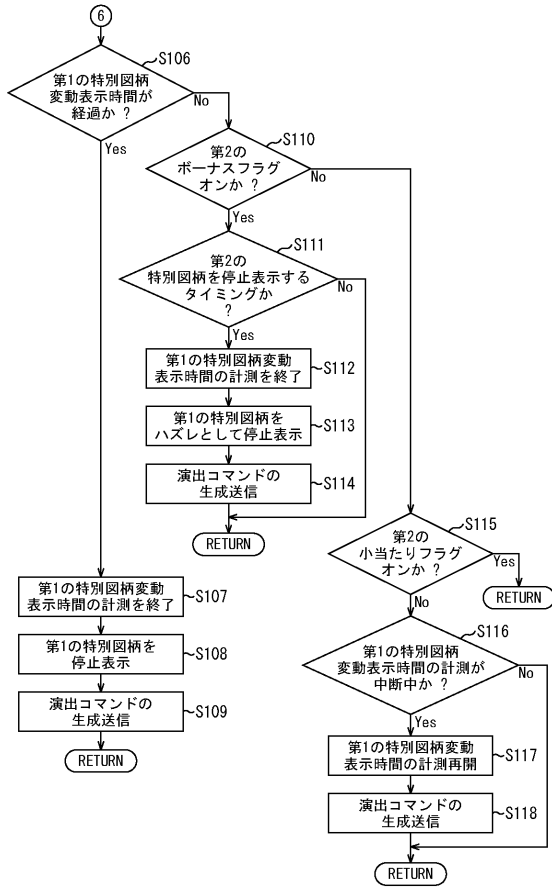 6
S106
第1の特別図柄
変動表示時間が
経過か ?
No
Yes
S110
第2の
ボーナスフラグ
オンか ?
No
Yes
S111
第2の
特別図柄を停止表示する
タイミングか
?
No
Yes
第1の特別図柄変動
表示時間の計測を終了
S112
第1の特別図柄を
ハズレとして停止表示
S113
演出コマンドの
生成送信
S114
RETURN
S115
第2の
小当たりフラグ
オンか ?
Yes
RETURN
No
第1の特別図柄変動
表示時間の計測を終了
S107
第1の特別図柄を
停止表示
S108
演出コマンドの
生成送信
S109
RETURN
S116
第1の特別図柄
変動表示時間の計測が
中断中か ?
No
Yes
第1の特別図柄変動
表示時間の計測再開
S117
演出コマンドの
生成送信
S118
RETURN